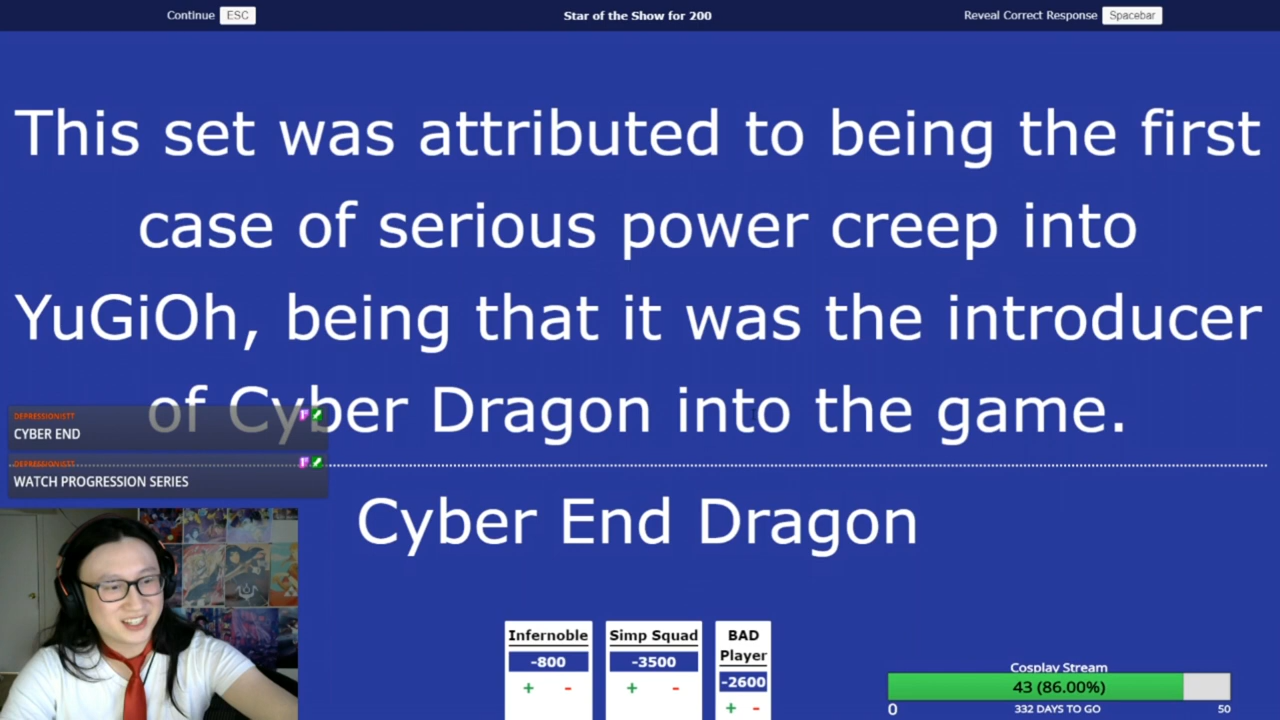 Continue ESC
Star of the Show for 200
Reveal Correct Response Spacebar
This set was attributed to being the first
case of serious power creep into
YuGiOh, being that it was the introducer
of Cyber Dragon into the game.
DEPRESSIONISTT
CYBER END
DEPRESSIONISTT
WATCH PROGRESSION SERIES
Cyber End Dragon
Infernoble
-800
+ -
Simp Squad
-3500
+ -
BAD
Player
-2600
+ -
Cosplay Stream
43 (86.00%)
0 332 DAYS TO GO 50